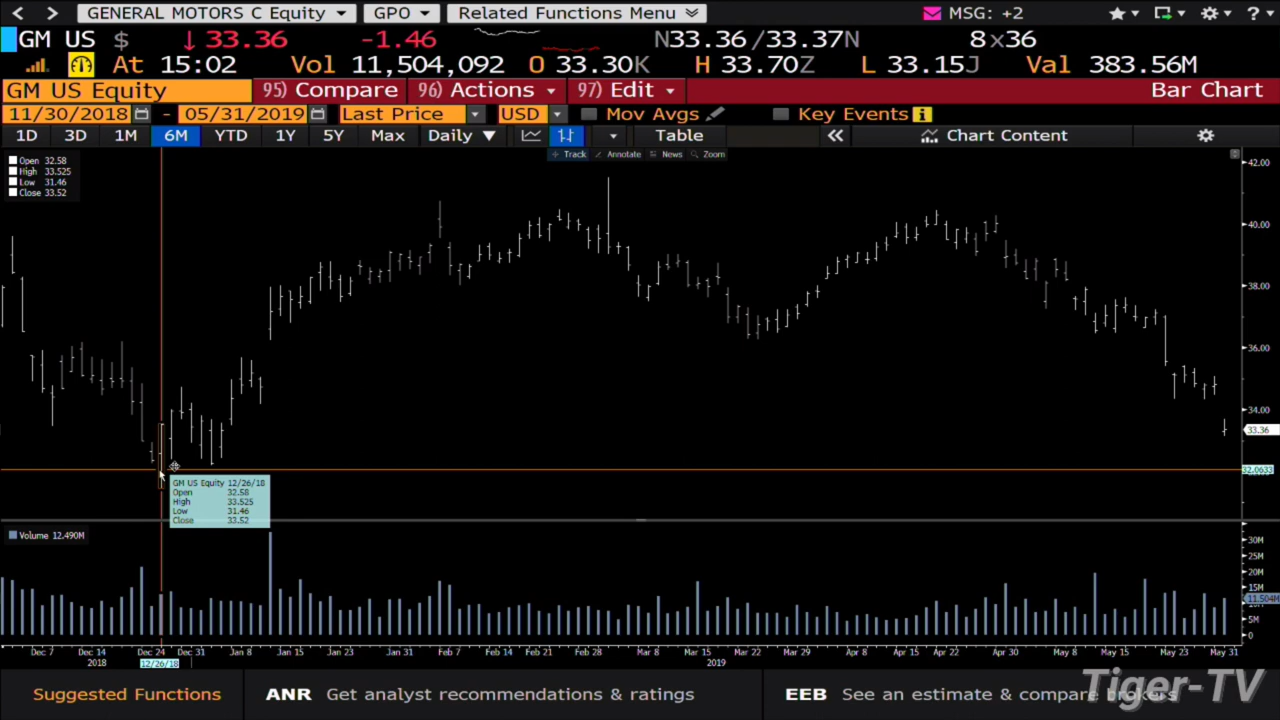 GENERAL MOTORS C Equity GPO Related Functions Menu MSG: +2 ?
GM US $ ↓ 33.36 -1.46 N33.36/33.37N 8x36
At 15:02 Vol 11,504,092 O 33.30K H 33.70Z L 33.15J Val 383.56M
GM US Equity 95) Compare 96) Actions 97) Edit Bar Chart
11/30/2018 - 05/31/2019 Last Price USD Mov Avgs Key Events
1D 3D 1M 6M YTD 1Y 5Y Max Daily ▼ Table « Chart Content
Track Annotate News Zoom
Open 32.58
High 33.525
Low 31.46
Close 33.52
42.00
40.00
38.00
36.00
34.00
33.36
32.0633
GM US Equity 12/26/18
Open 32.58
High 33.525
Low 31.46
Close 33.52
Volume 12.490M
30M
25M
20M
15M
11.504M
5M
0
Dec 7 Dec 14 Dec 24 Dec 31 Jan 8 Jan 15 Jan 23 Jan 31 Feb 7 Feb 14 Feb 21 Feb 28 Mar 8 Mar 15 Mar 22 Mar 29 Apr 8 Apr 15 Apr 22 Apr 30 May 8 May 15 May 23 May 31
2018 12/26/18 2019
Suggested Functions ANR Get analyst recommendations & ratings EEB See an estimate & compare brokers
Tiger-TV